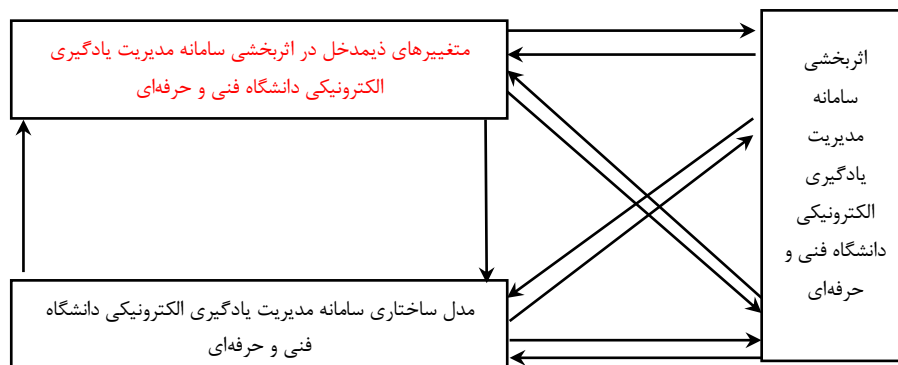 متغییرهای ذیمدخل در اثربخشی سامانه مدیریت یادگیری
الکترونیکی دانشگاه فنی و حرفه‌ای
اثربخشی
سامانه
مدیریت
یادگیری
الکترونیکی
دانشگاه فنی و
حرفه‌ای
مدل ساختاری سامانه مدیریت یادگیری الکترونیکی دانشگاه
فنی و حرفه‌ای